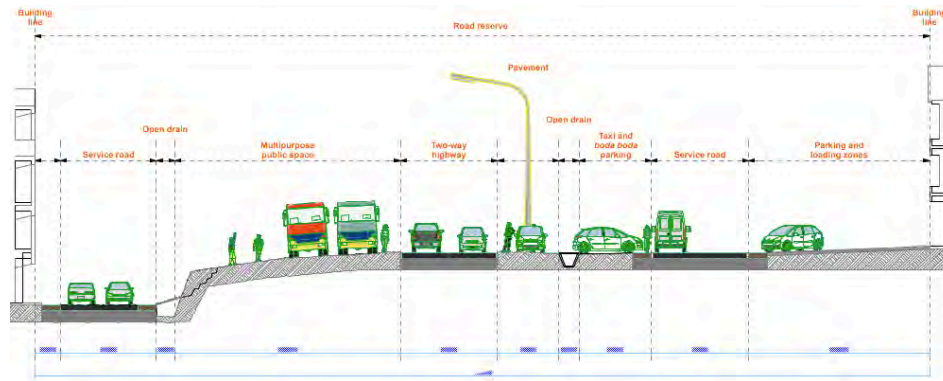 Building
line
Road reserve
Building
line
Pavement
Open drain
Service road
Multipurpose
public space
Two-way
highway
Open drain
Taxi and
boda boda
parking
Service road
Parking and
loading zones